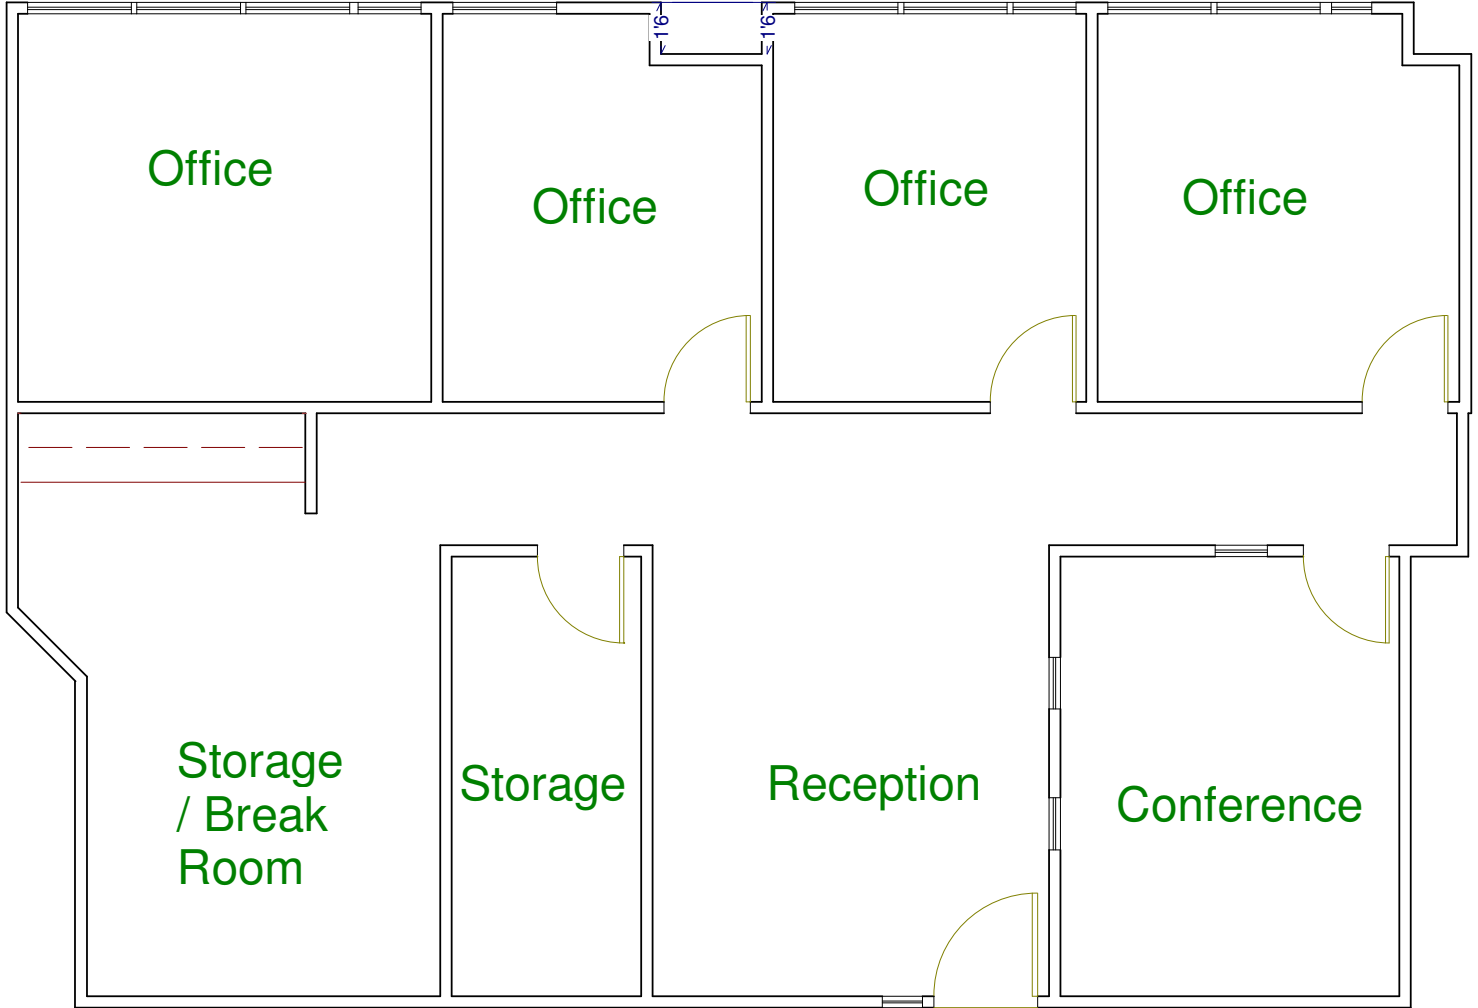 1'6
1'6
Office
Office
Office
Office
Storage
/ Break
Room
Storage
Reception
Conference